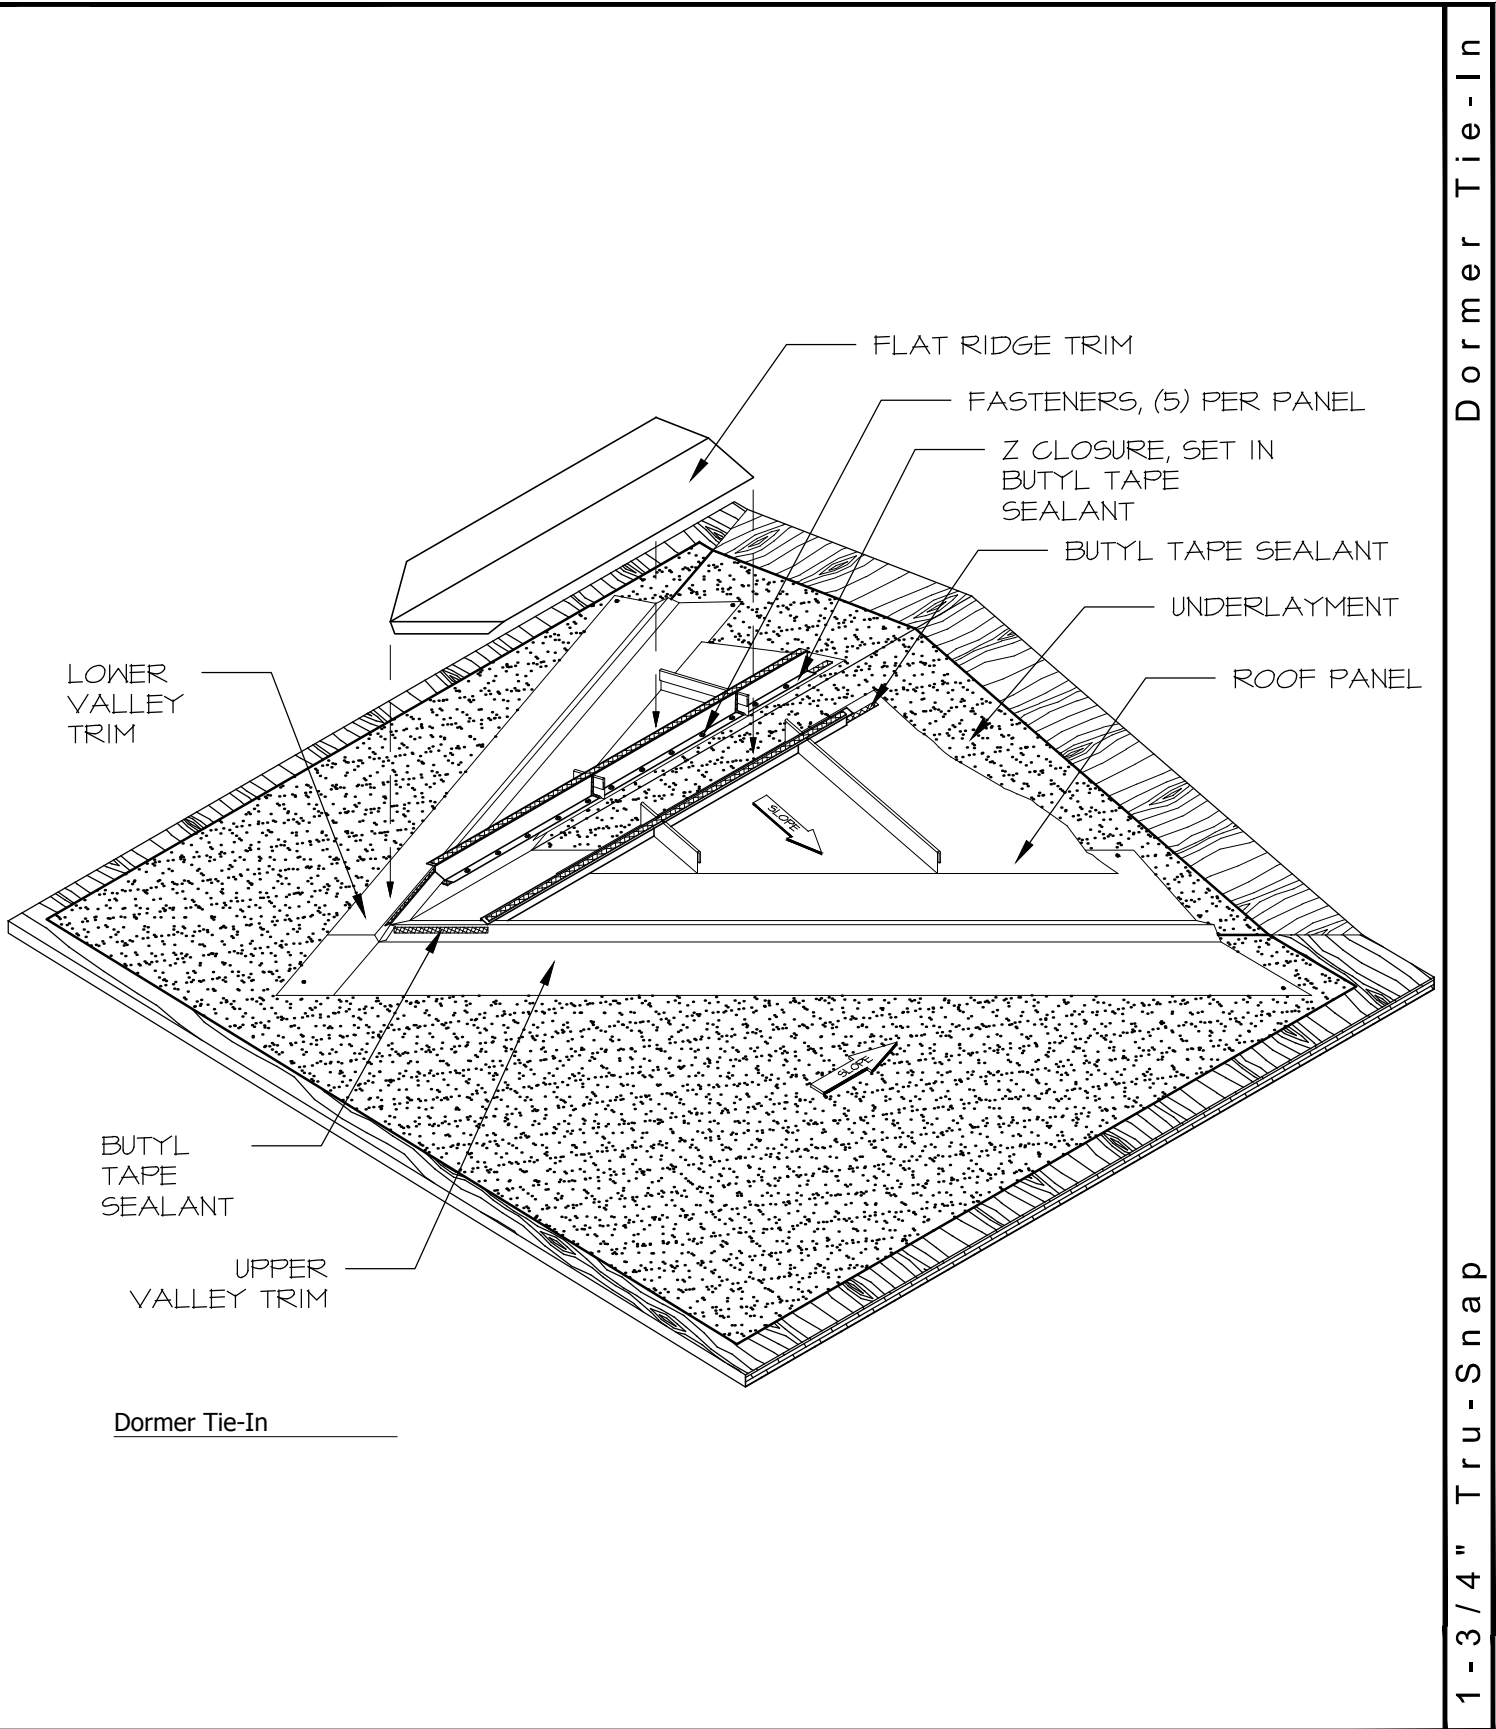 Dormer Tie-In
FLAT RIDGE TRIM
FASTENERS, (5) PER PANEL
Z CLOSURE, SET IN
BUTYL TAPE
SEALANT
BUTYL TAPE SEALANT
UNDERLAYMENT
ROOF PANEL
LOWER
VALLEY
TRIM
SLOPE
SLOPE
BUTYL
TAPE
SEALANT
UPPER
VALLEY TRIM
Dormer Tie-In
1-3/4" Tru-Snap